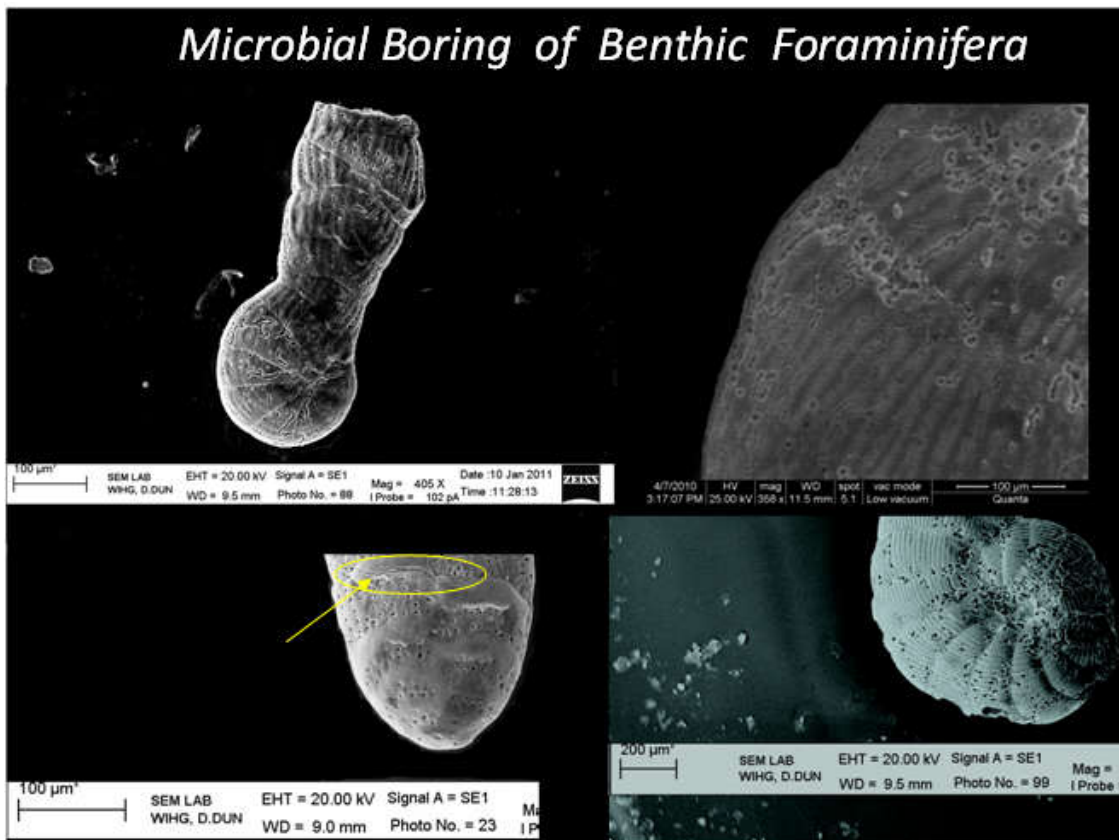 Microbial Boring of Benthic Foraminifera
100 µm*
SEM LAB
WIHG, D.DUN
EHT = 20.00 kV Signal A = SE1
WD = 9.5 mm Photo No. = 88
Mag = 405 X
I Probe = 102 pA
Date :10 Jan 2011
Time :11:28:13
ZEISS
4/7/2010 HV mag WD spot vac mode
3:17:07 PM 25.00 kV 358 x 11.5 mm 5.1 Low vacuum
100 µm
Quanta
100 µm*
SEM LAB
WIHG, D.DUN
EHT = 20.00 kV Signal A = SE1
WD = 9.0 mm Photo No. = 23
I P
200 µm*
SEM LAB
WIHG, D.DUN
EHT = 20.00 kV Signal A = SE1
WD = 9.5 mm Photo No. = 99
Mag =
I Probe